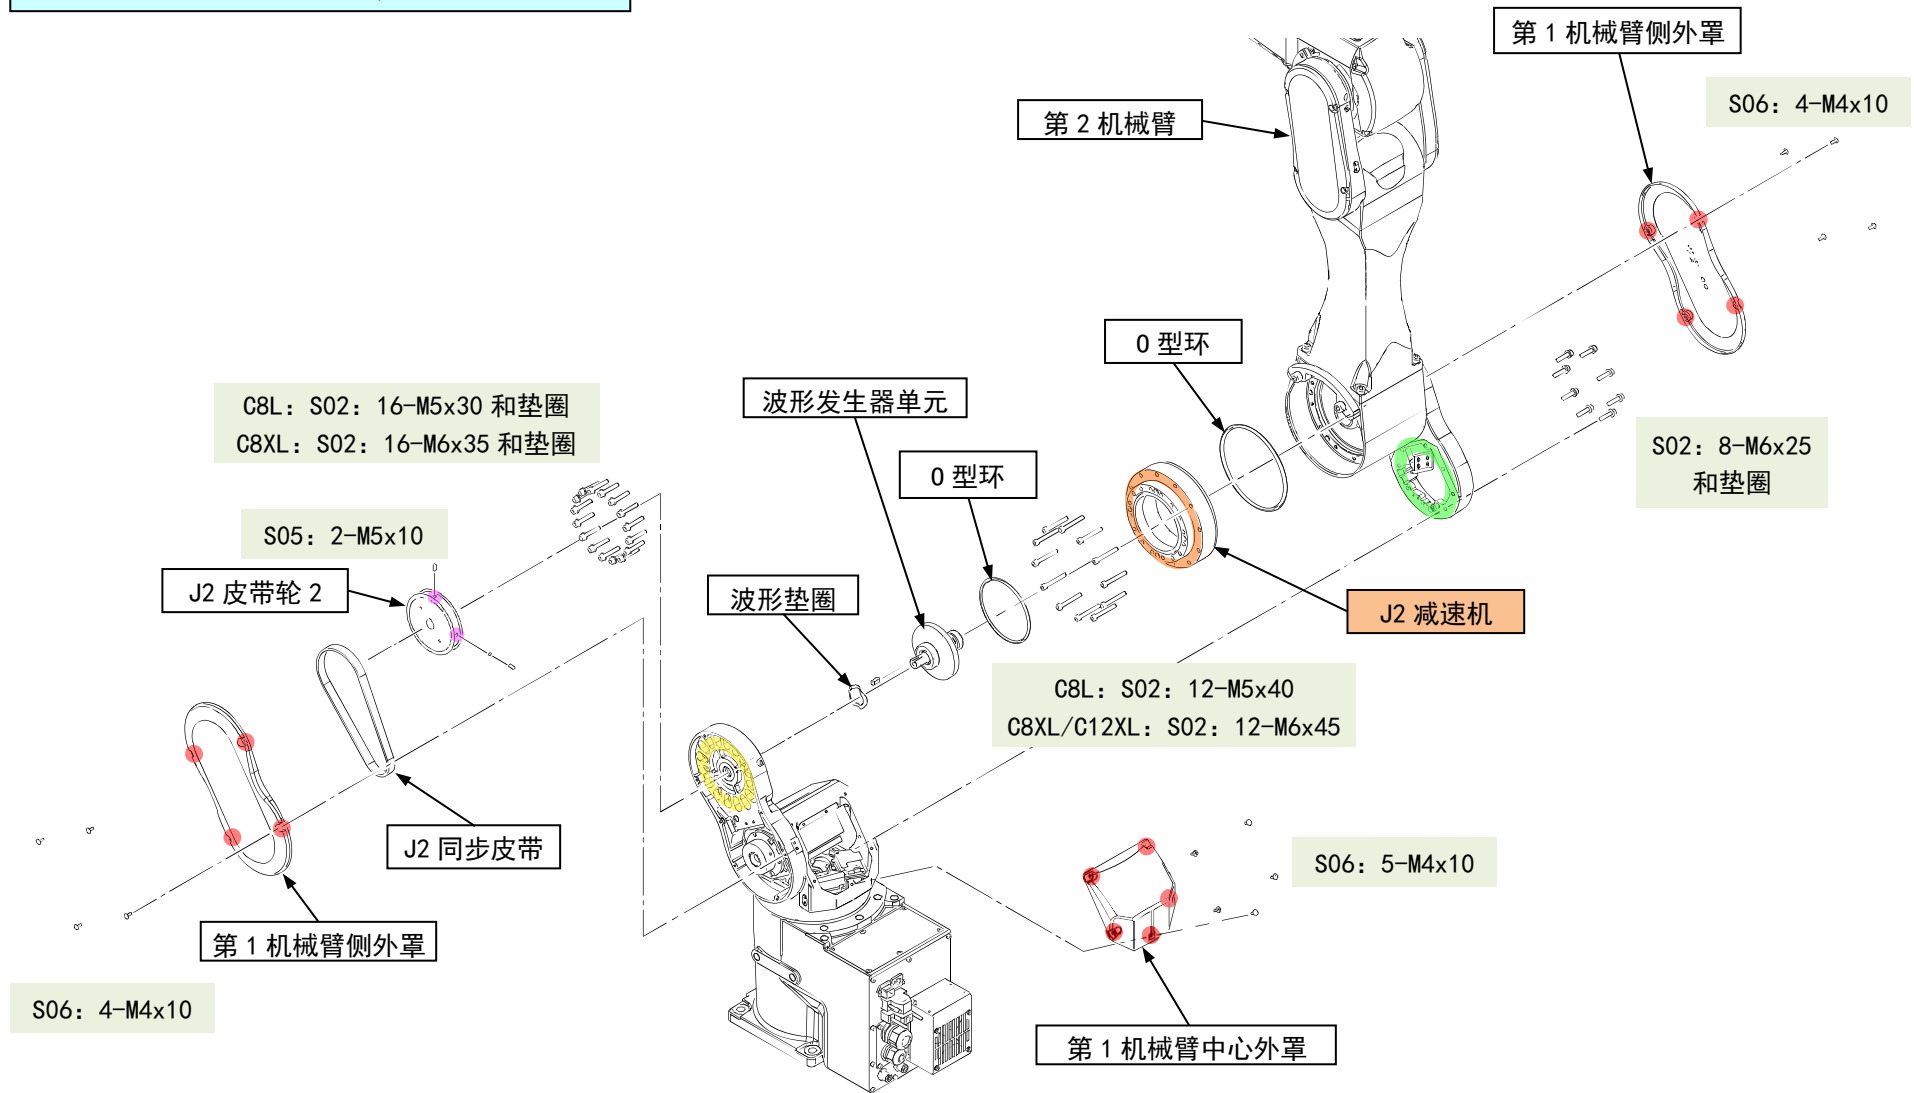 第 1 机械臂侧外罩
S06: 4-M4x10
第 2 机械臂
O 型环
C8L: S02: 16-M5x30 和垫圈
C8XL: S02: 16-M6x35 和垫圈
波形发生器单元
S02: 8-M6x25
和垫圈
O 型环
S05: 2-M5x10
J2 皮带轮 2
波形垫圈
J2 减速机
C8L: S02: 12-M5x40
C8XL/C12XL: S02: 12-M6x45
J2 同步皮带
S06: 5-M4x10
第 1 机械臂侧外罩
S06: 4-M4x10
第 1 机械臂中心外罩